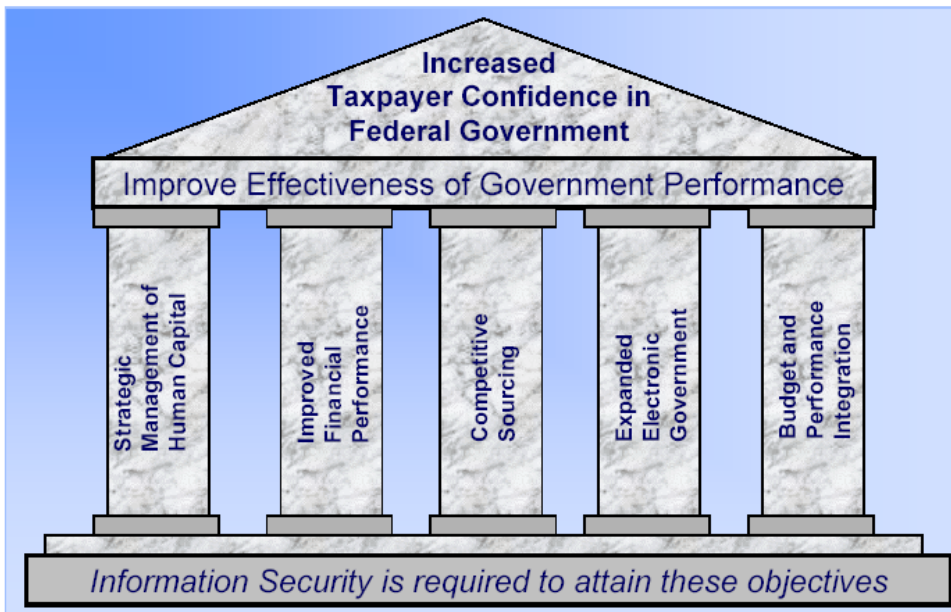 Increased
Taxpayer Confidence in
Federal Government
Improve Effectiveness of Government Performance
Strategic
Management of
Human Capital
Improved
Financial
Performance
Competitive
Sourcing
Expanded
Electronic
Government
Budget and
Performance
Integration
Information Security is required to attain these objectives